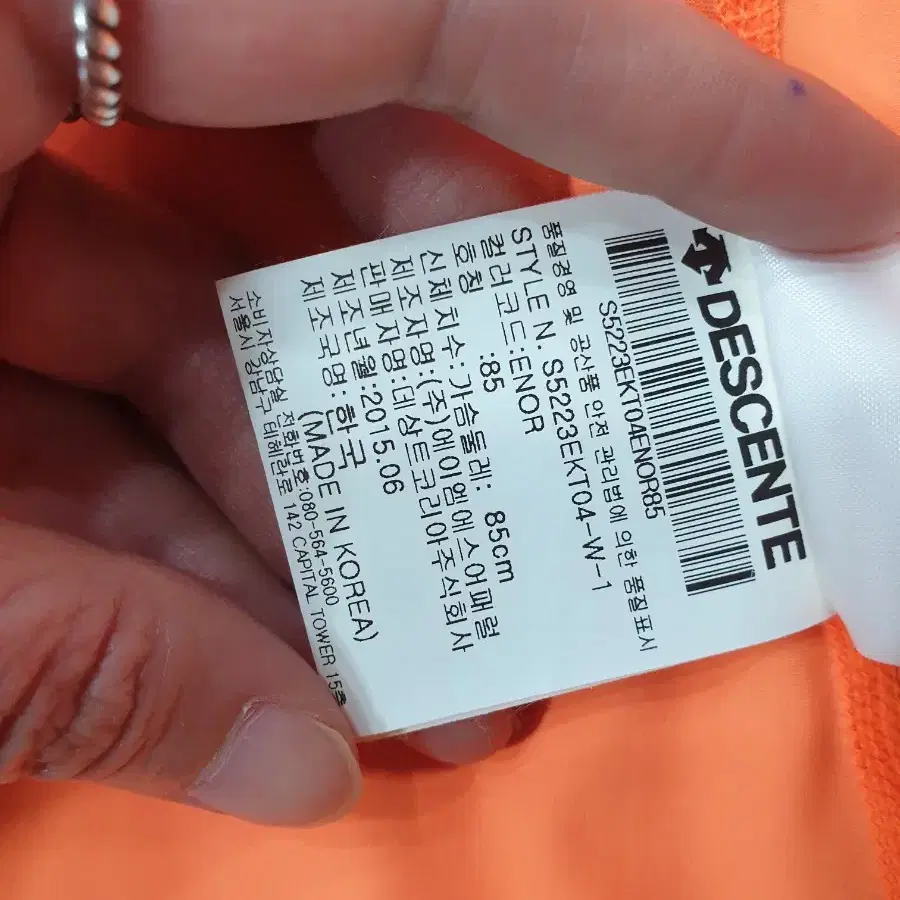 DESCENTE
S5223EKT04ENOR85
품질경영 및 공산품 안전 관리법에 의한 품질표시
STYLE N. S5223EKT04-W-1
컬러코드:ENOR
호칭 :85
신체치수:가슴둘레: 85cm
제조자명:(주)에이엠에스어패럴
판매자명:데상트코리아주식회사
제조년월:2015.06
제조국명: 한국
(MADE IN KOREA)
소비자상담실 전화번호:080-564-5600
서울시 강남구 테헤란로 142 CAPITAL TOWER 15층